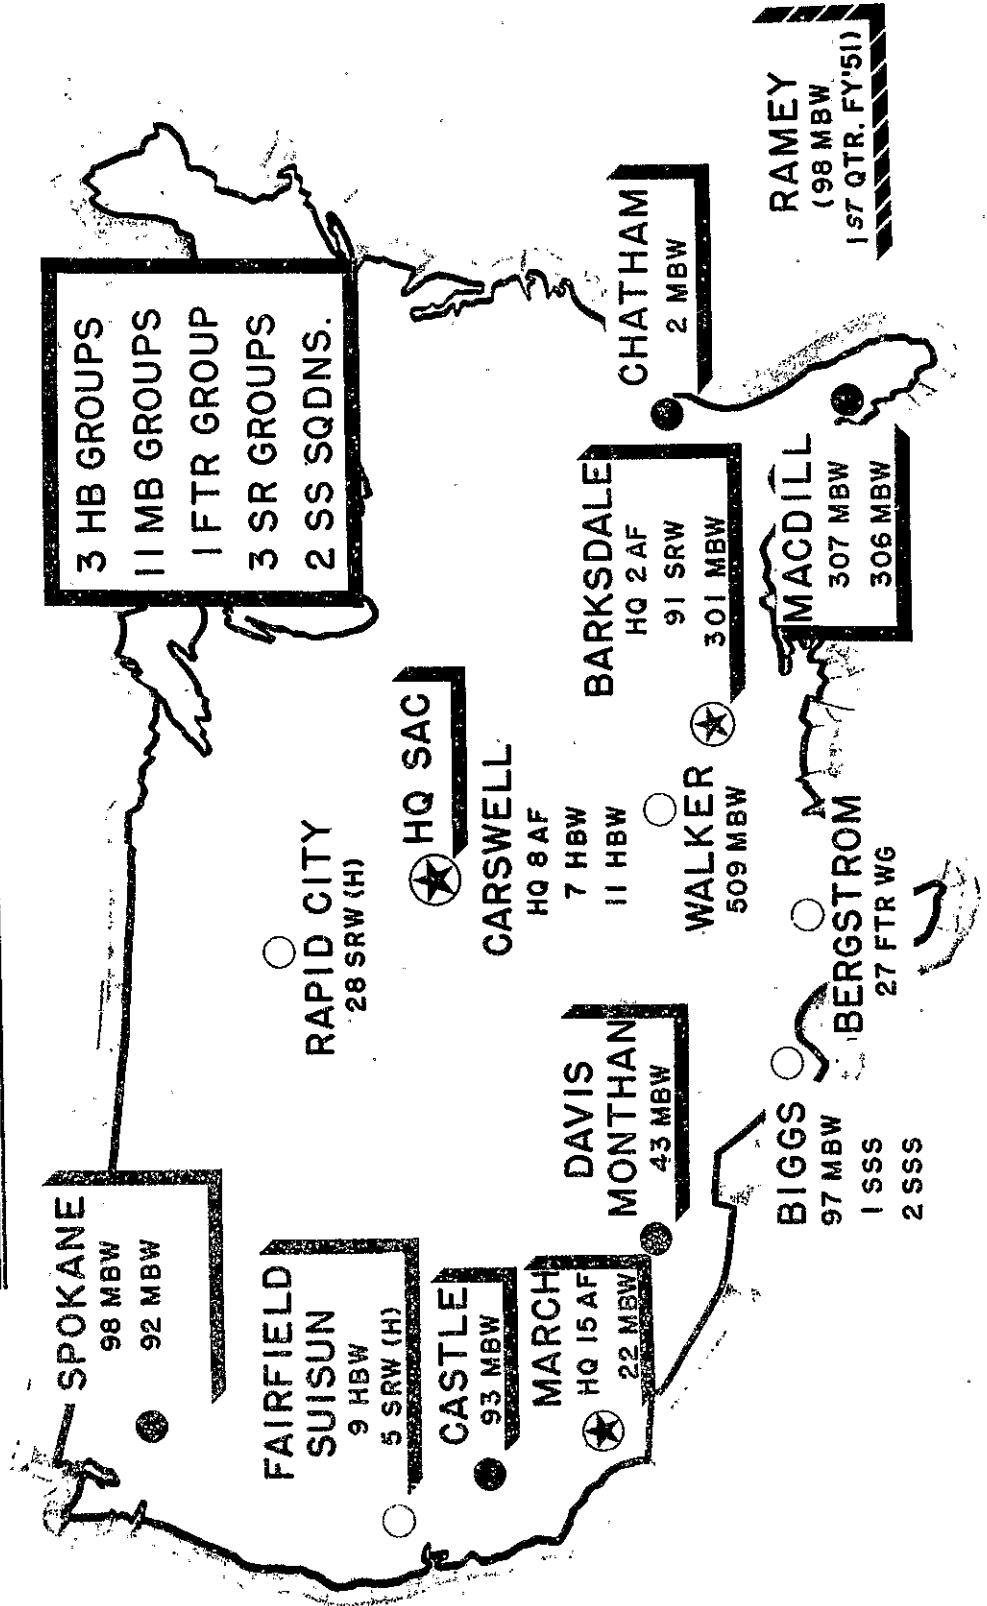 3 HB GROUPS
11 MB GROUPS
1 FTR GROUP
3 SR GROUPS
2 SS SQDNS.
SPOKANE
98 MBW
92 MBW
FAIRFIELD
SUISUN
9 HBW
5 SRW (H)
CASTLE
93 MBW
MARCH
HQ 15 AF
22 MBW
DAVIS
MONTHAN
43 MBW
BIGGS
97 MBW
1 SSS
2 SSS
RAPID CITY
28 SRW (H)
HQ SAC
CARSWELL
HQ 8 AF
7 HBW
11 HBW
WALKER
509 MBW
BERGSTROM
27 FTR WG
BARKSDALE
HQ 2 AF
91 SRW
301 MBW
MACDILL
307 MBW
306 MBW
CHATHAM
2 MBW
RAMEY
(98 MBW
1ST QTR. FY'51)